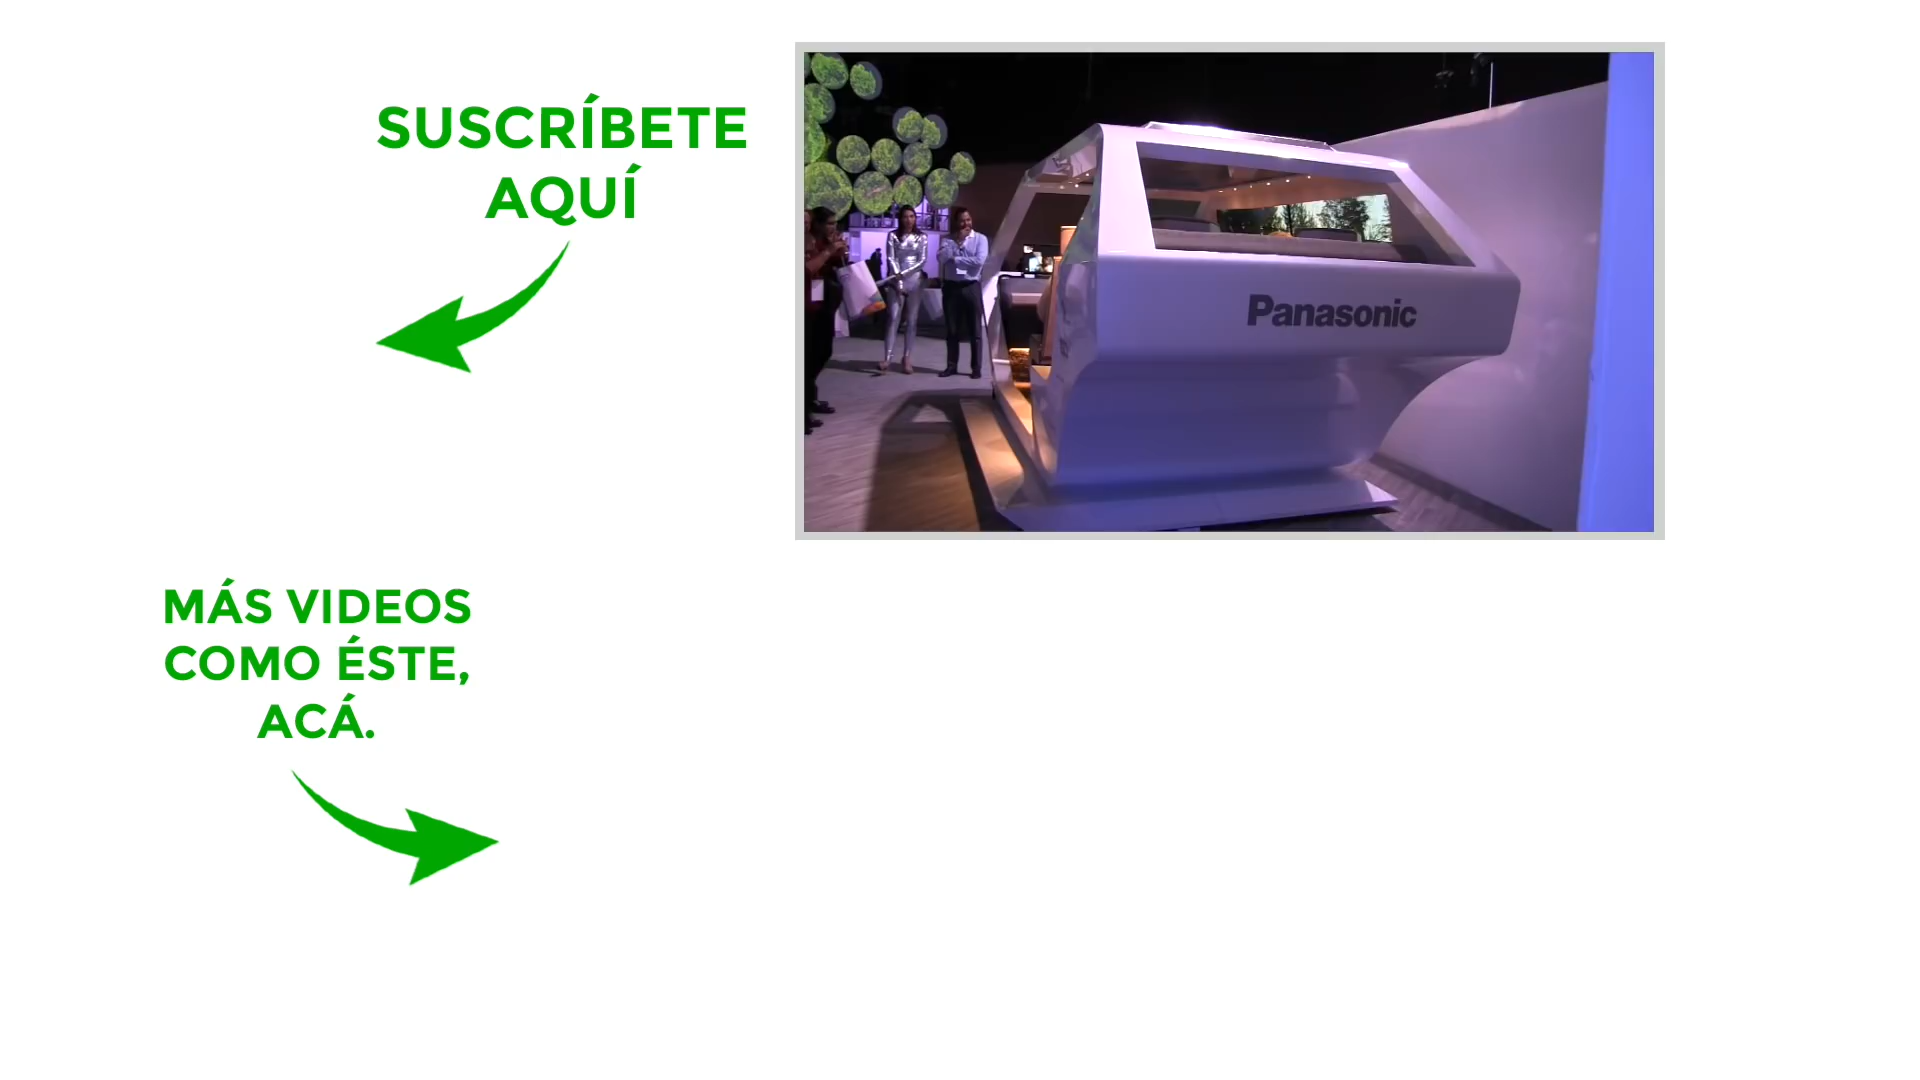 SUSCRÍBETE
AQUÍ
Panasonic
MÁS VIDEOS
COMO ÉSTE,
ACÁ.